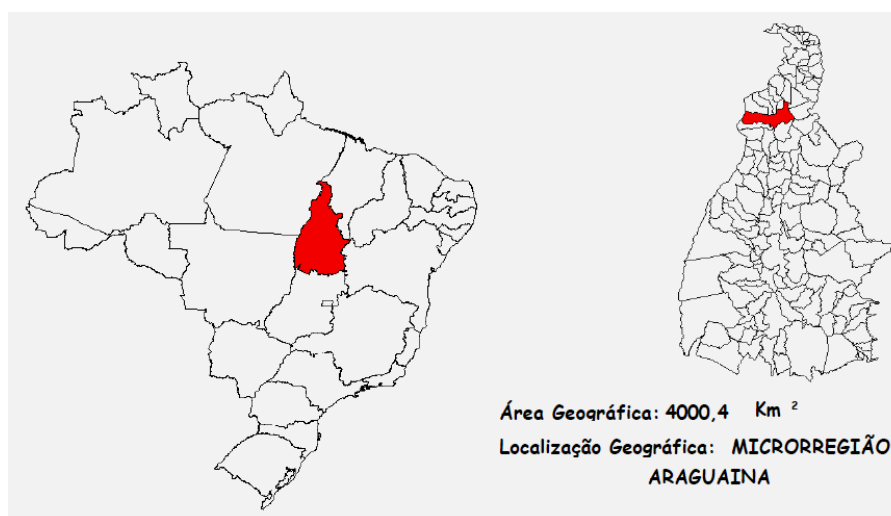 Área Geográfica: 4000,4 Km ²
Localização Geográfica: MICRORREGIÃO
ARAGUAINA